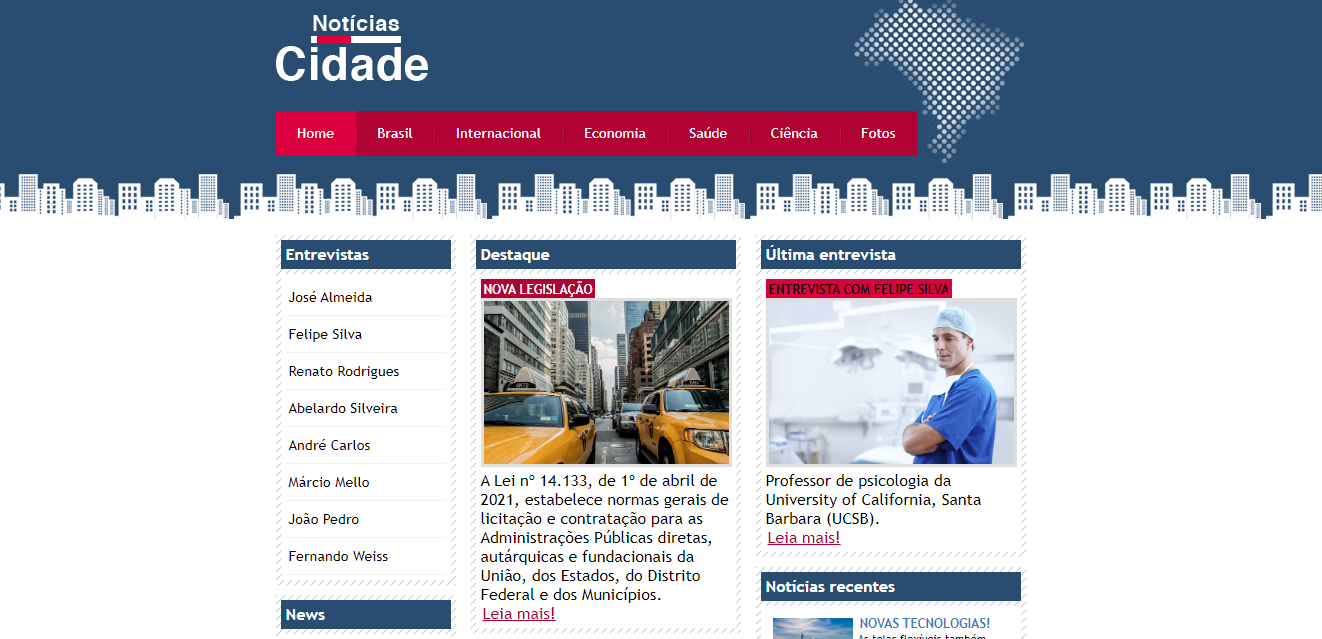 Notícias
Cidade
Home
Brasil
Internacional
Economia
Saúde
Ciência
Fotos
Entrevistas
José Almeida
Felipe Silva
Renato Rodrigues
Abelardo Silveira
André Carlos
Márcio Mello
João Pedro
Fernando Weiss
News
Destaque
NOVA LEGISLAÇÃO
A Lei nº 14.133, de 1º de abril de
2021, estabelece normas gerais de
licitação e contratação para as
Administrações Públicas diretas,
autárquicas e fundacionais da
União, dos Estados, do Distrito
Federal e dos Municípios.
Leia mais!
Última entrevista
ENTREVISTA COM FELIPE SILVA
Professor de psicologia da
University of California, Santa
Barbara (UCSB).
Leia mais!
Notícias recentes
NOVAS TECNOLOGIAS!
As telas flexíveis também